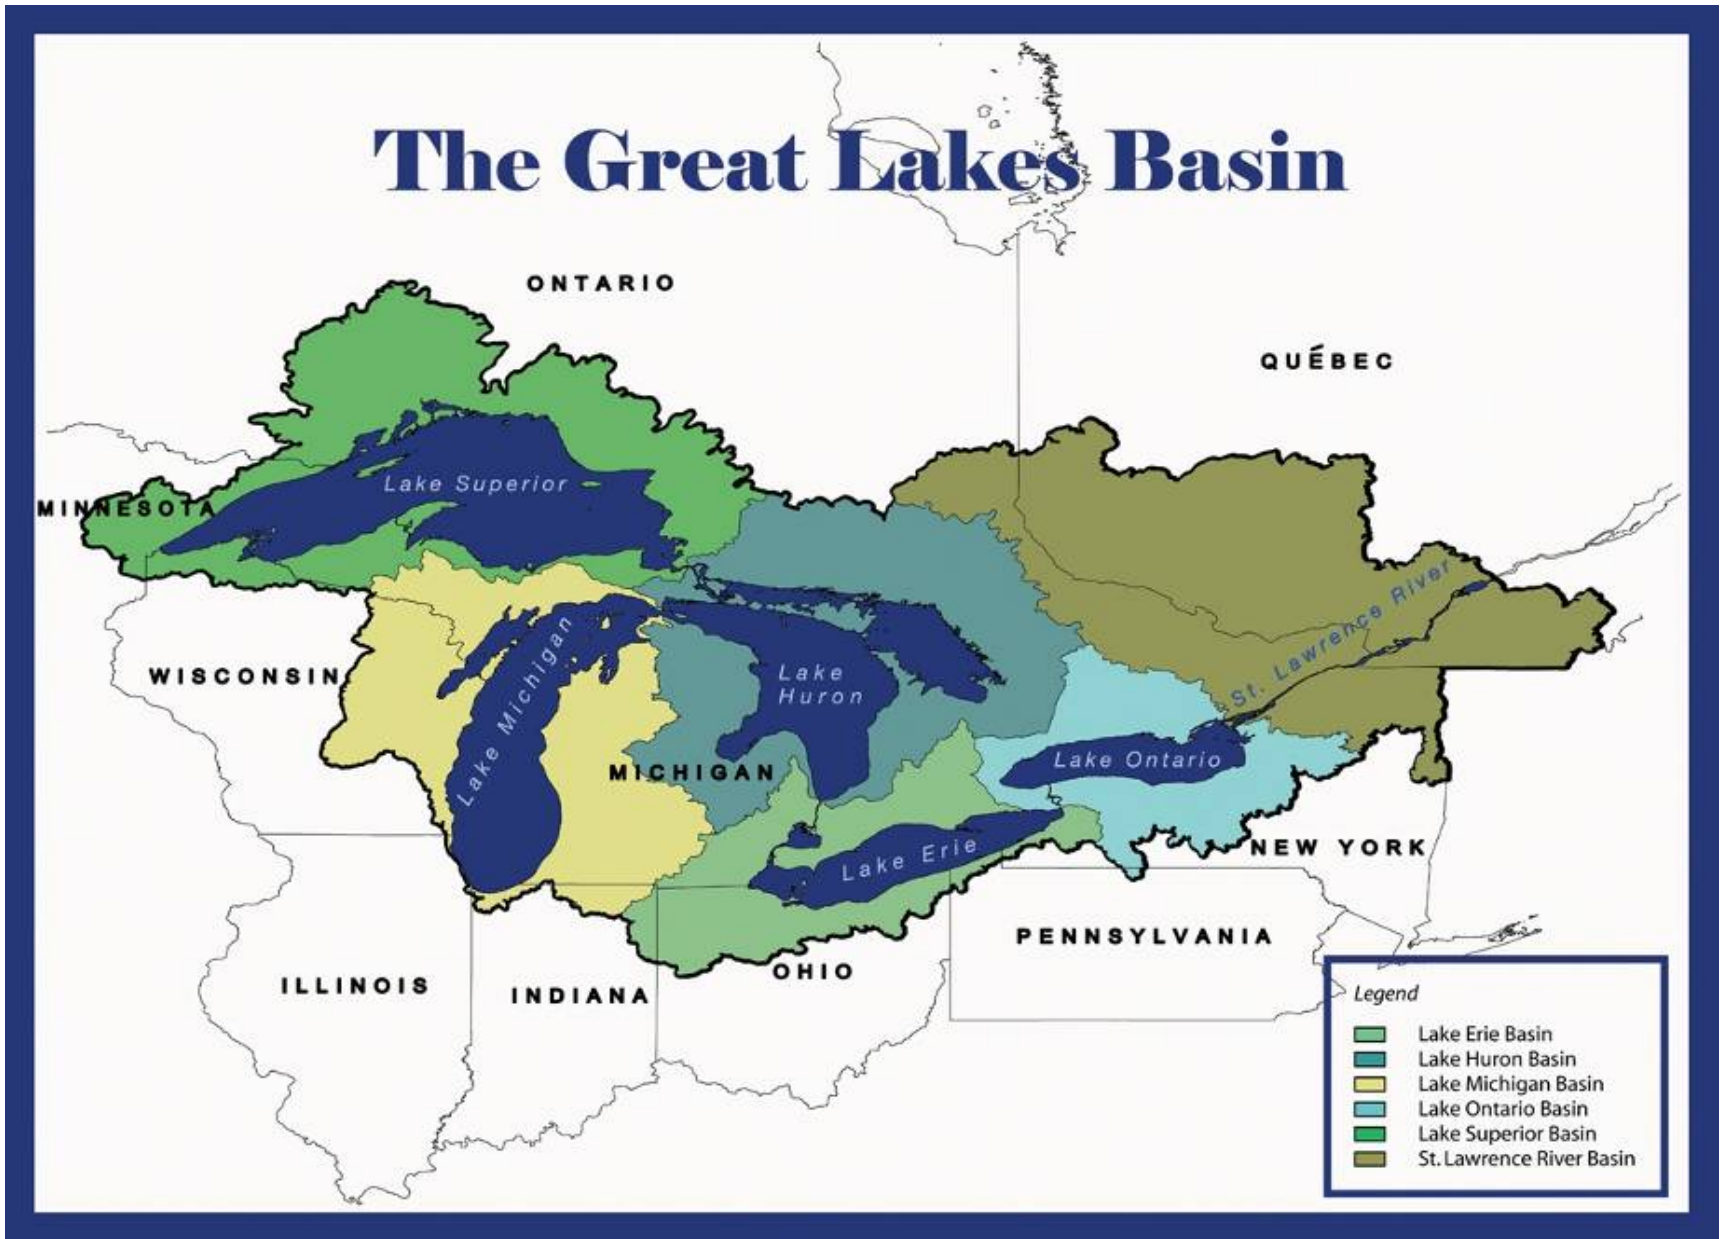 The Great Lakes Basin
ONTARIO
QUÉBEC
Lake Superior
MINNESOTA
St. Lawrence River
WISCONSIN
Lake Michigan
Lake
Huron
MICHIGAN
Lake Ontario
Lake Erie
NEW YORK
PENNSYLVANIA
OHIO
ILLINOIS
INDIANA
Legend
Lake Erie Basin
Lake Huron Basin
Lake Michigan Basin
Lake Ontario Basin
Lake Superior Basin
St. Lawrence River Basin